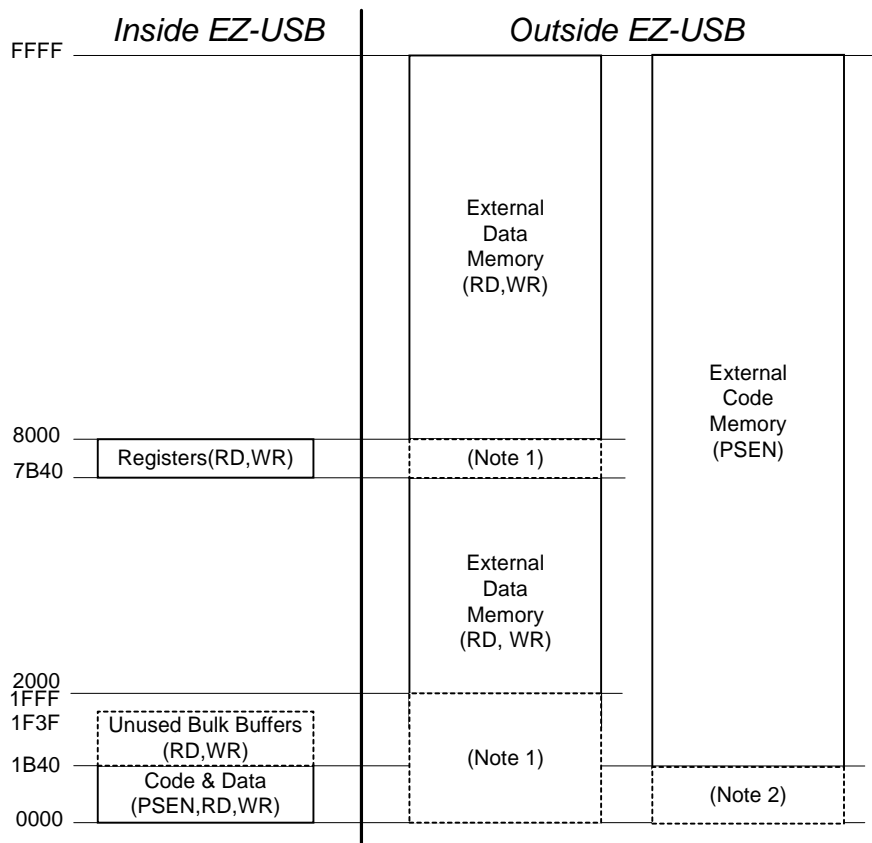 Inside EZ-USB
Outside EZ-USB
FFFF
External
Data
Memory
(RD,WR)
External
Code
Memory
(PSEN)
8000
Registers(RD,WR)
(Note 1)
7B40
External
Data
Memory
(RD, WR)
2000
1FFF
1F3F
Unused Bulk Buffers
(RD,WR)
(Note 1)
1B40
Code & Data
(PSEN,RD,WR)
(Note 2)
0000